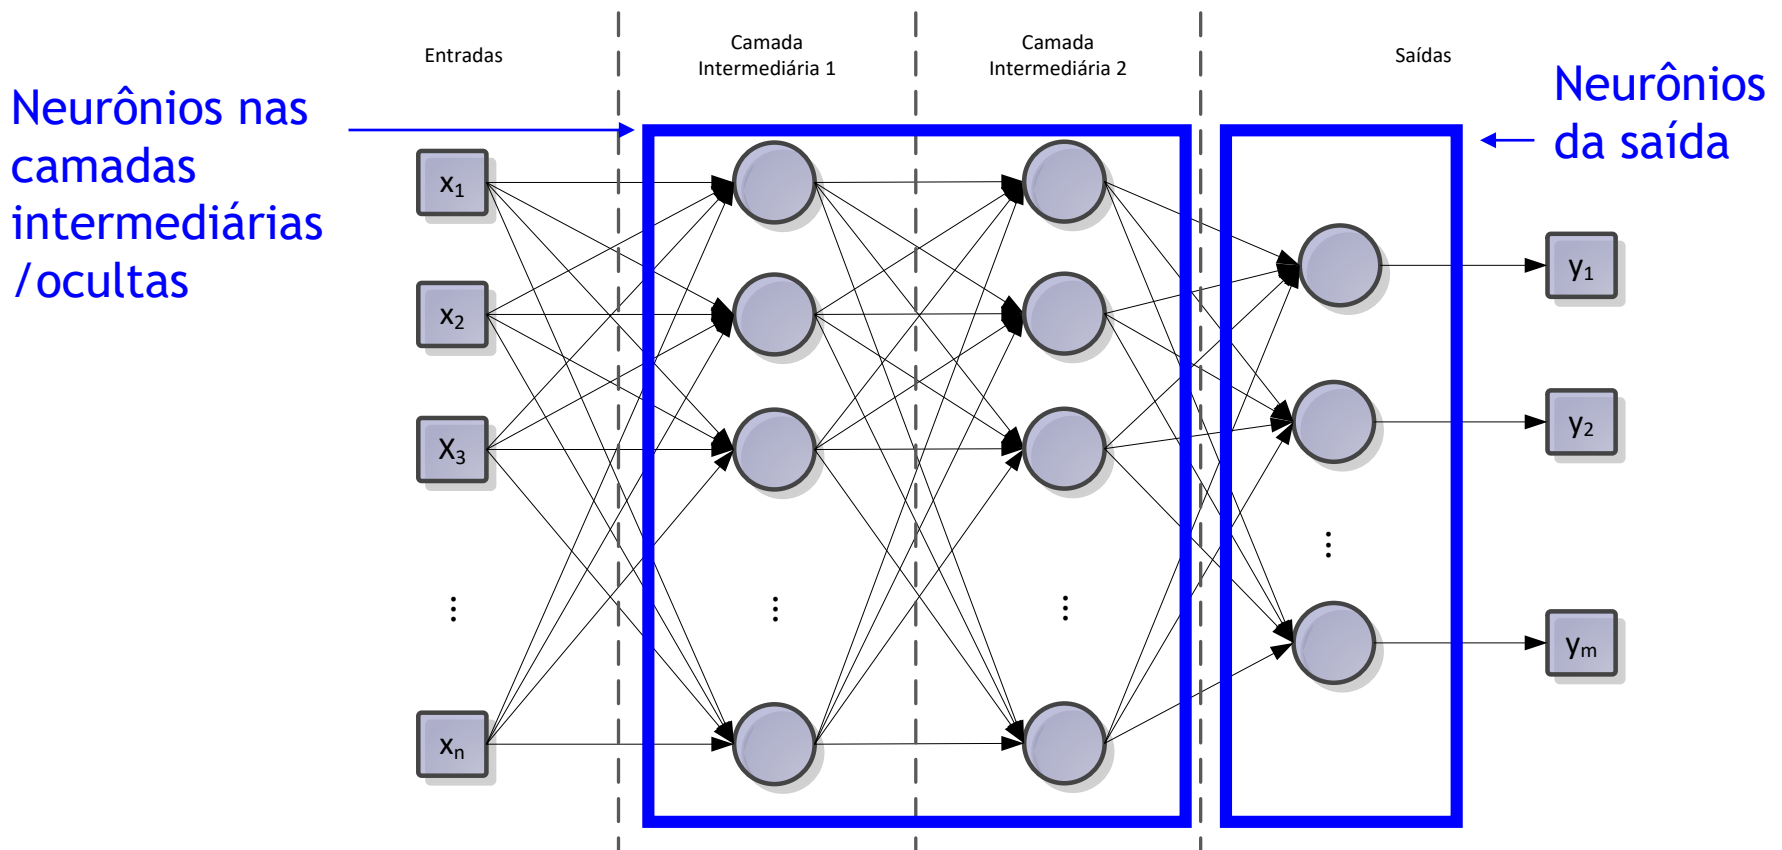 Entradas
Camada
Intermediária 1
Camada
Intermediária 2
Saídas
Neurônios nas
camadas
intermediárias
/ocultas
Neurônios
da saída
x₁
x₂
X₃
⋮
xₙ
⋮
⋮
⋮
y₁
y₂
yₘ